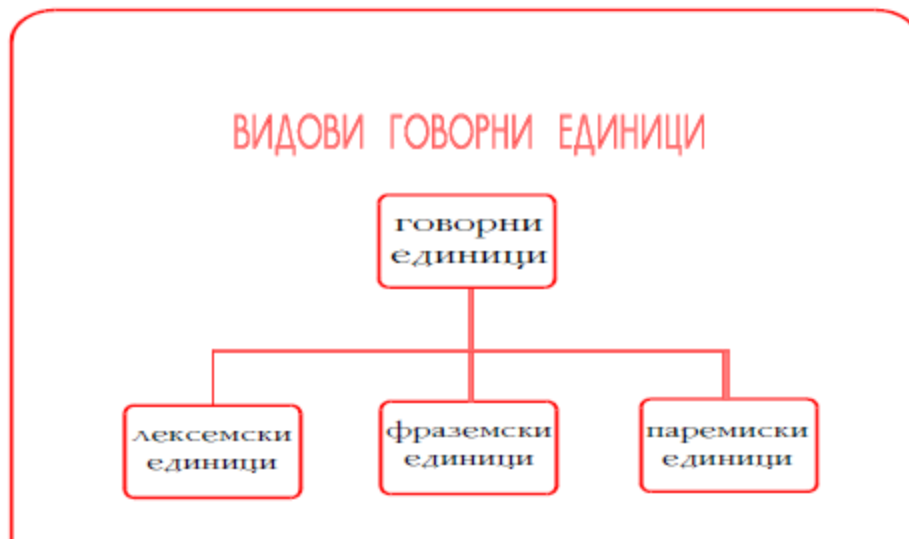 ВИДОВИ ГОВОРНИ ЕДИНИЦИ
говорни
единици
лексемски
единици
фраземски
единици
паремиски
единици